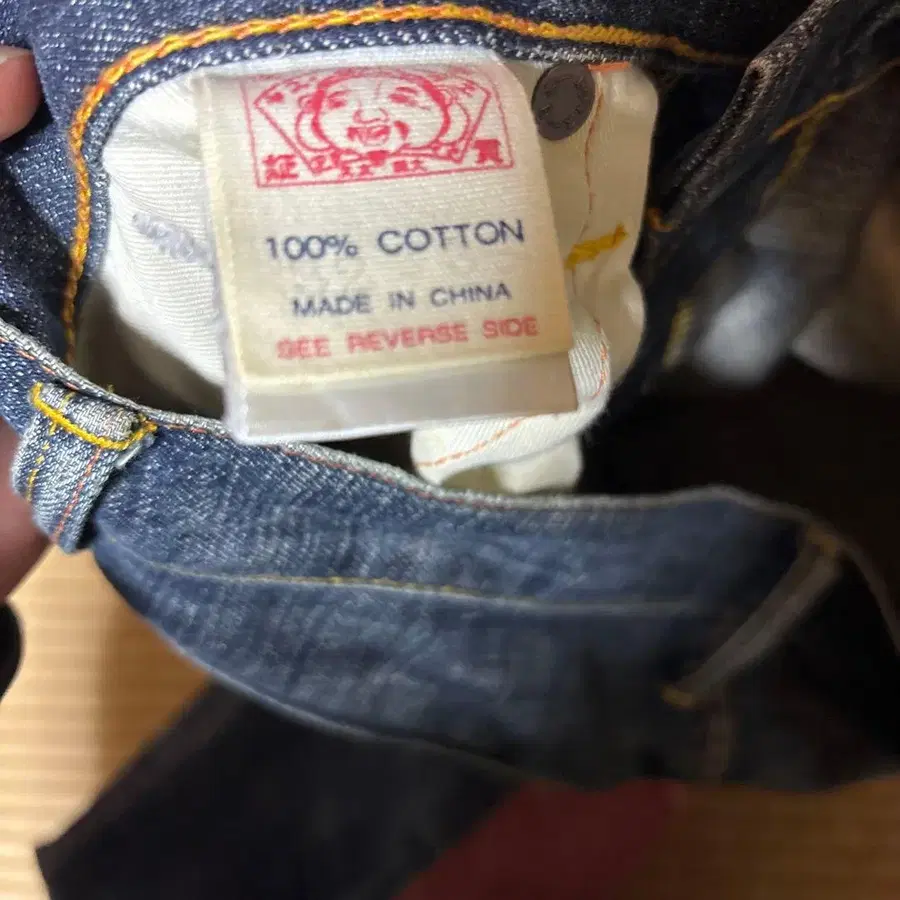 100% COTTON
MADE IN CHINA
SEE REVERSE SIDE